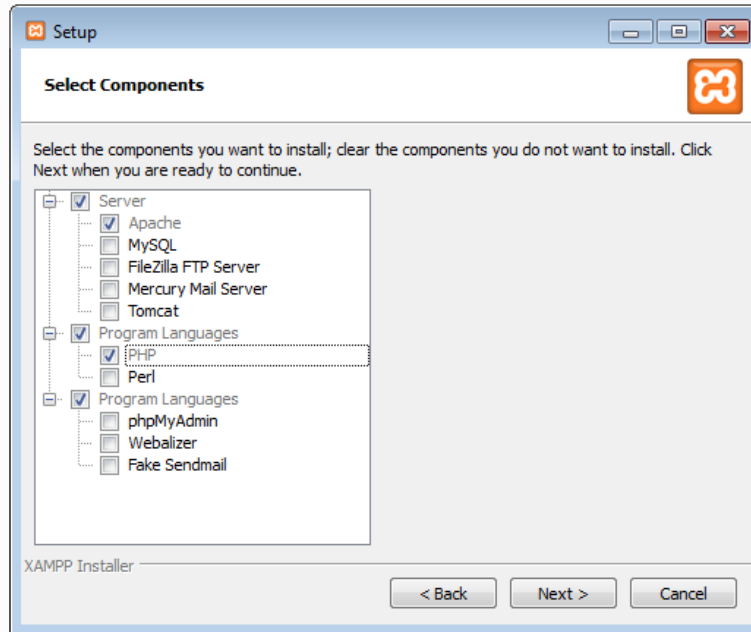 Setup
Select Components
Select the components you want to install; clear the components you do not want to install. Click
Next when you are ready to continue.
Server
Apache
MySQL
FileZilla FTP Server
Mercury Mail Server
Tomcat
Program Languages
PHP
Perl
Program Languages
phpMyAdmin
Webalizer
Fake Sendmail
XAMPP Installer
< Back Next > Cancel